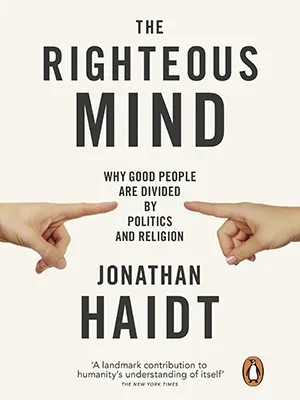 THE
RIGHTEOUS
MIND
WHY GOOD PEOPLE
ARE DIVIDED
BY
POLITICS
AND RELIGION
JONATHAN
HAIDT
‘A landmark contribution to
humanity’s understanding of itself’
THE NEW YORK TIMES